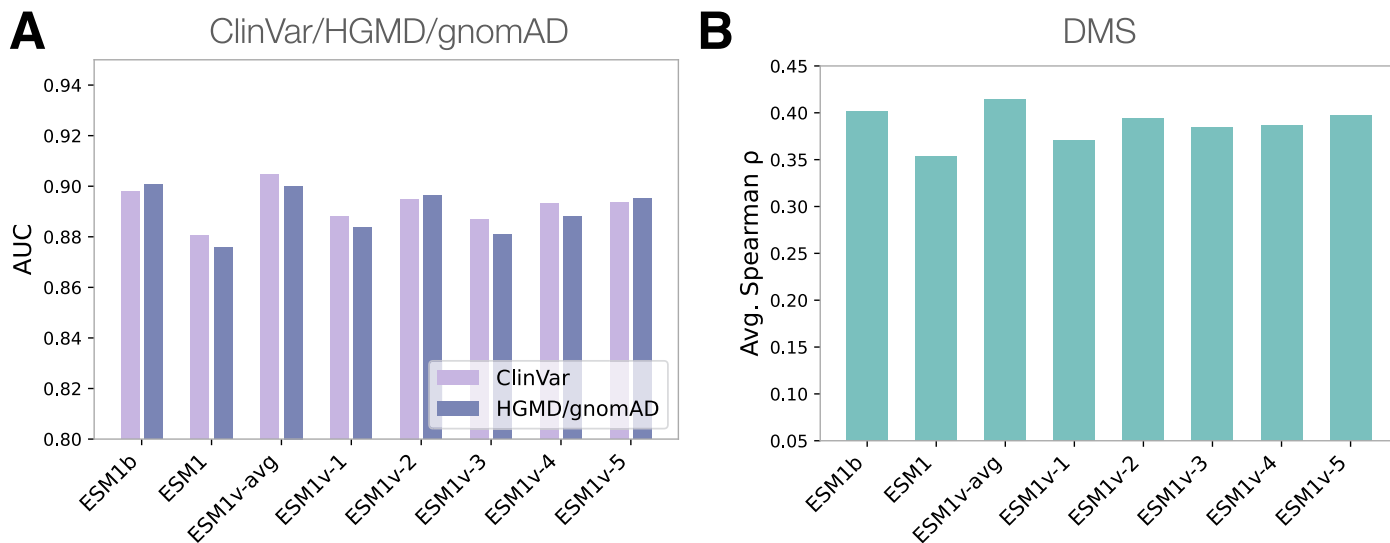 A
ClinVar/HGMD/gnomAD
AUC
0.94
0.92
0.90
0.88
0.86
0.84
0.82
0.80
ClinVar
HGMD/gnomAD
ESM1b
ESM1
ESM1v-avg
ESM1v-1
ESM1v-2
ESM1v-3
ESM1v-4
ESM1v-5
B
DMS
Avg. Spearman ρ
0.45
0.40
0.35
0.30
0.25
0.20
0.15
0.10
0.05
ESM1b
ESM1
ESM1v-avg
ESM1v-1
ESM1v-2
ESM1v-3
ESM1v-4
ESM1v-5